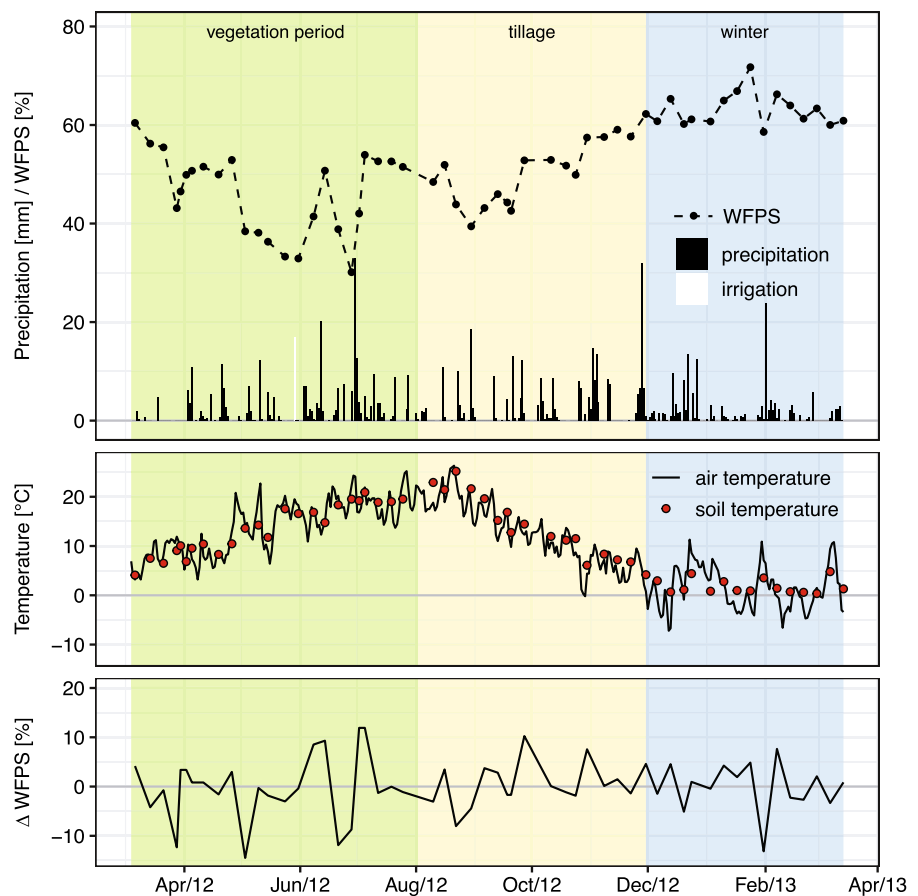 vegetation period tillage winter
Precipitation [mm] / WFPS [%]
80
60
40
20
0
WFPS
precipitation
irrigation
Temperature [°C]
20
10
0
−10
air temperature
soil temperature
Δ WFPS [%]
20
10
0
−10
Apr/12 Jun/12 Aug/12 Oct/12 Dec/12 Feb/13 Apr/13